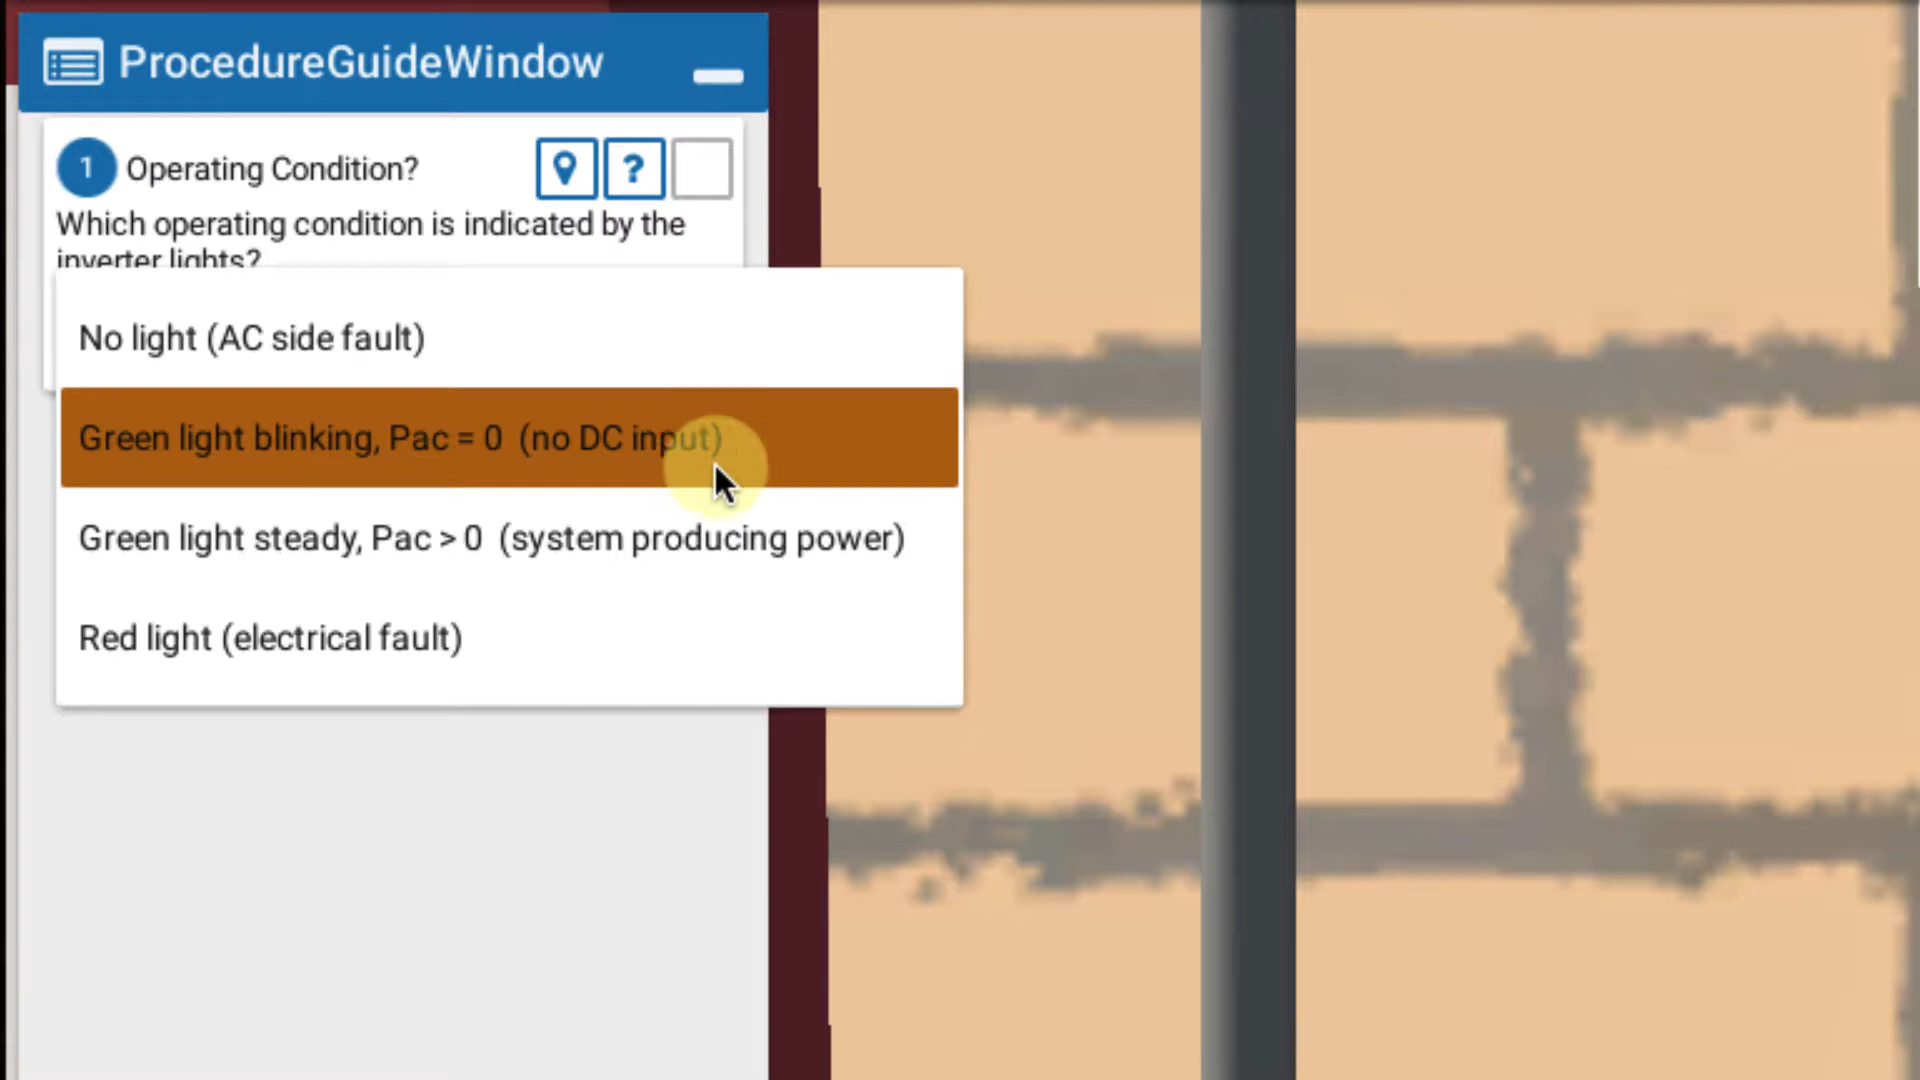 ProcedureGuideWindow
1 Operating Condition? ?
Which operating condition is indicated by the
inverter lights?
No light (AC side fault)
Green light blinking, Pac = 0 (no DC input)
Green light steady, Pac > 0 (system producing power)
Red light (electrical fault)